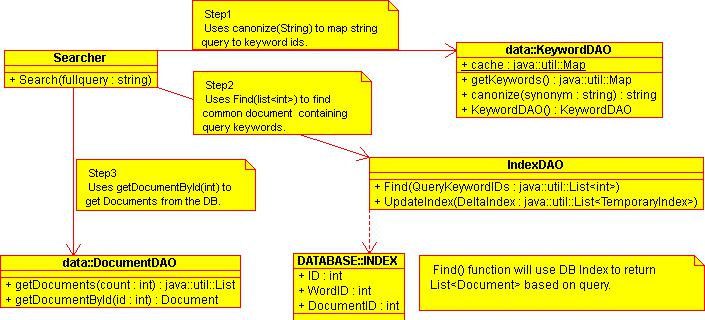 Step1
Uses canonize(String) to map string
query to keyword ids.
Searcher
+ Search(fullquery : string)
data::KeywordDAO
+ cache : java::util::Map
+ getKeywords() : java::util::Map
+ canonize(synonym : string) : string
+ KeywordDAO() : KeywordDAO
Step2
Uses Find(list<int>) to find
common document containing
query keywords.
IndexDAO
+ Find(QueryKeywordIDs : java::util::List<int>)
+ UpdateIndex(DeltaIndex : java::util::List<TemporaryIndex>)
Step3
Uses getDocumentById(int) to
get Documents from the DB.
data::DocumentDAO
+ getDocuments(count : int) : java::util::List
+ getDocumentById(id : int) : Document
DATABASE::INDEX
+ ID : int
+ WordID : int
+ DocumentID : int
Find() function will use DB Index to return
List<Document> based on query.